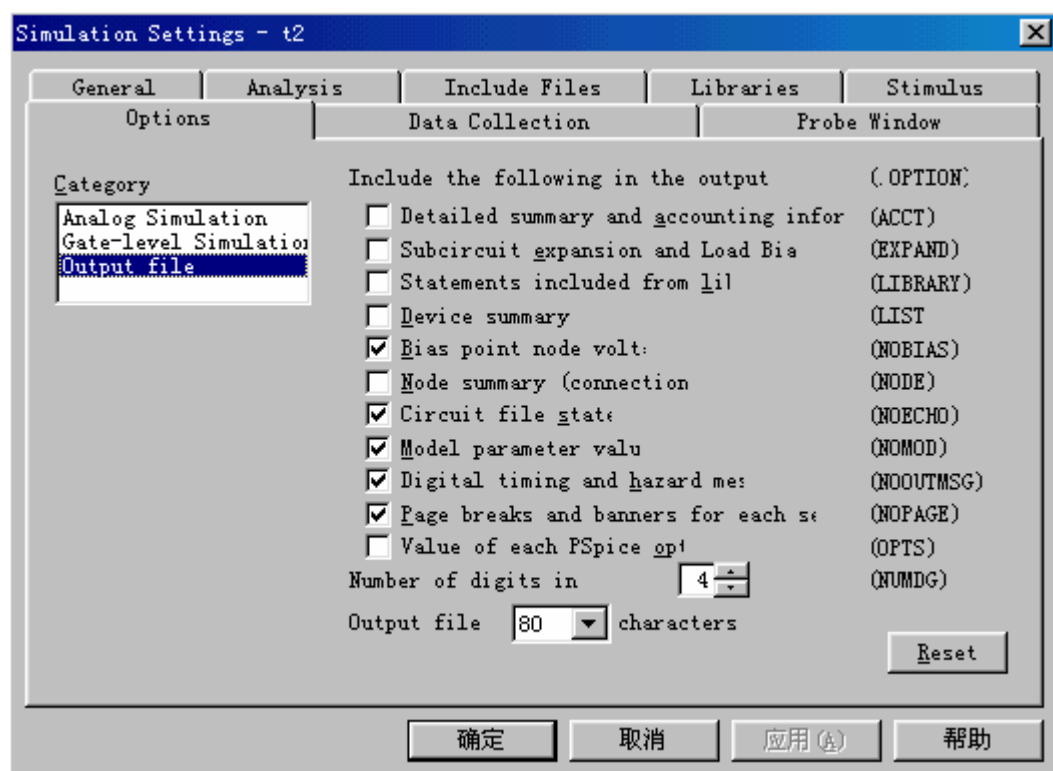 Simulation Settings - t2
General Analysis Include Files Libraries Stimulus
Options Data Collection Probe Window
Category
Analog Simulation
Gate-level Simulation
Output file
Include the following in the output (.OPTION)
Detailed summary and accounting infor (ACCT)
Subcircuit expansion and Load Bia (EXPAND)
Statements included from lil (LIBRARY)
Device summary (LIST
Bias point node volt: (NOBIAS)
Node summary (connection (NODE)
Circuit file state (NOECHO)
Model parameter valu (NOMOD)
Digital timing and hazard mes (NOOUTMSG)
Page breaks and banners for each se (NOPAGE)
Value of each PSpice opt (OPTS)
Number of digits in 4 (NUMDG)
Output file 80 characters
Reset
确定 取消 应用(A) 帮助